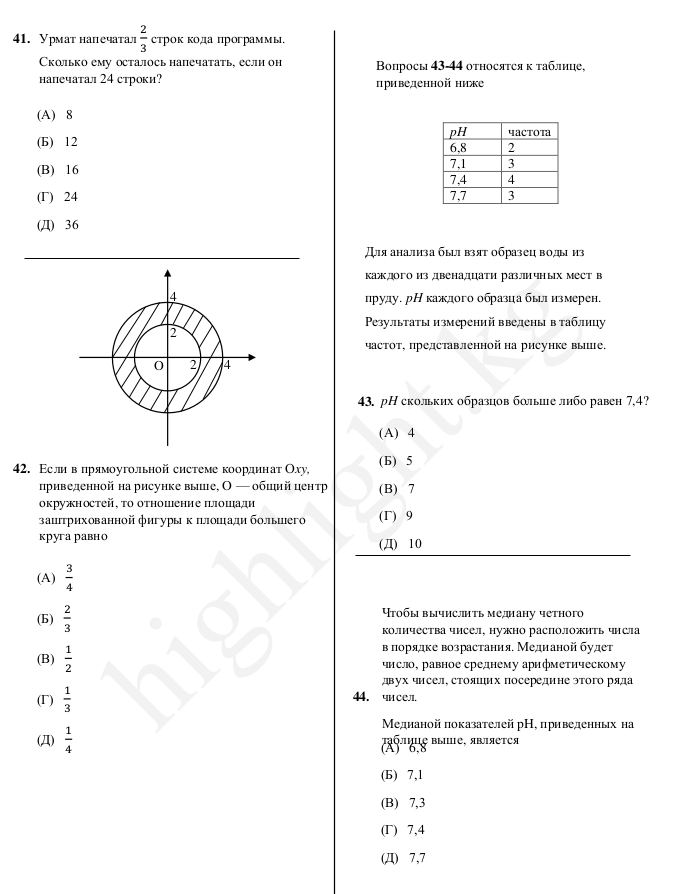 41. Урмат напечатал 2/3 строк кода программы.
Сколько ему осталось напечатать, если он
напечатал 24 строки?
(А) 8
(Б) 12
(В) 16
(Г) 24
(Д) 36
4
2
O 2 4
42. Если в прямоугольной системе координат Oxy,
приведенной на рисунке выше, О — общий центр
окружностей, то отношение площади
заштрихованной фигуры к площади большего
круга равно
(А) 3/4
(Б) 2/3
(В) 1/2
(Г) 1/3
(Д) 1/4
Вопросы 43-44 относятся к таблице,
приведенной ниже
pH частота
6,8 2
7,1 3
7,4 4
7,7 3
Для анализа был взят образец воды из
каждого из двенадцати различных мест в
пруду. pH каждого образца был измерен.
Результаты измерений введены в таблицу
частот, представленной на рисунке выше.
43. pH скольких образцов больше либо равен 7,4?
(А) 4
(Б) 5
(В) 7
(Г) 9
(Д) 10
Чтобы вычислить медиану четного
количества чисел, нужно расположить числа
в порядке возрастания. Медианой будет
число, равное среднему арифметическому
двух чисел, стоящих посередине этого ряда
44. чисел.
Медианой показателей pH, приведенных на
таблице выше, является
(А) 6,8
(Б) 7,1
(В) 7,3
(Г) 7,4
(Д) 7,7
highlight.kg